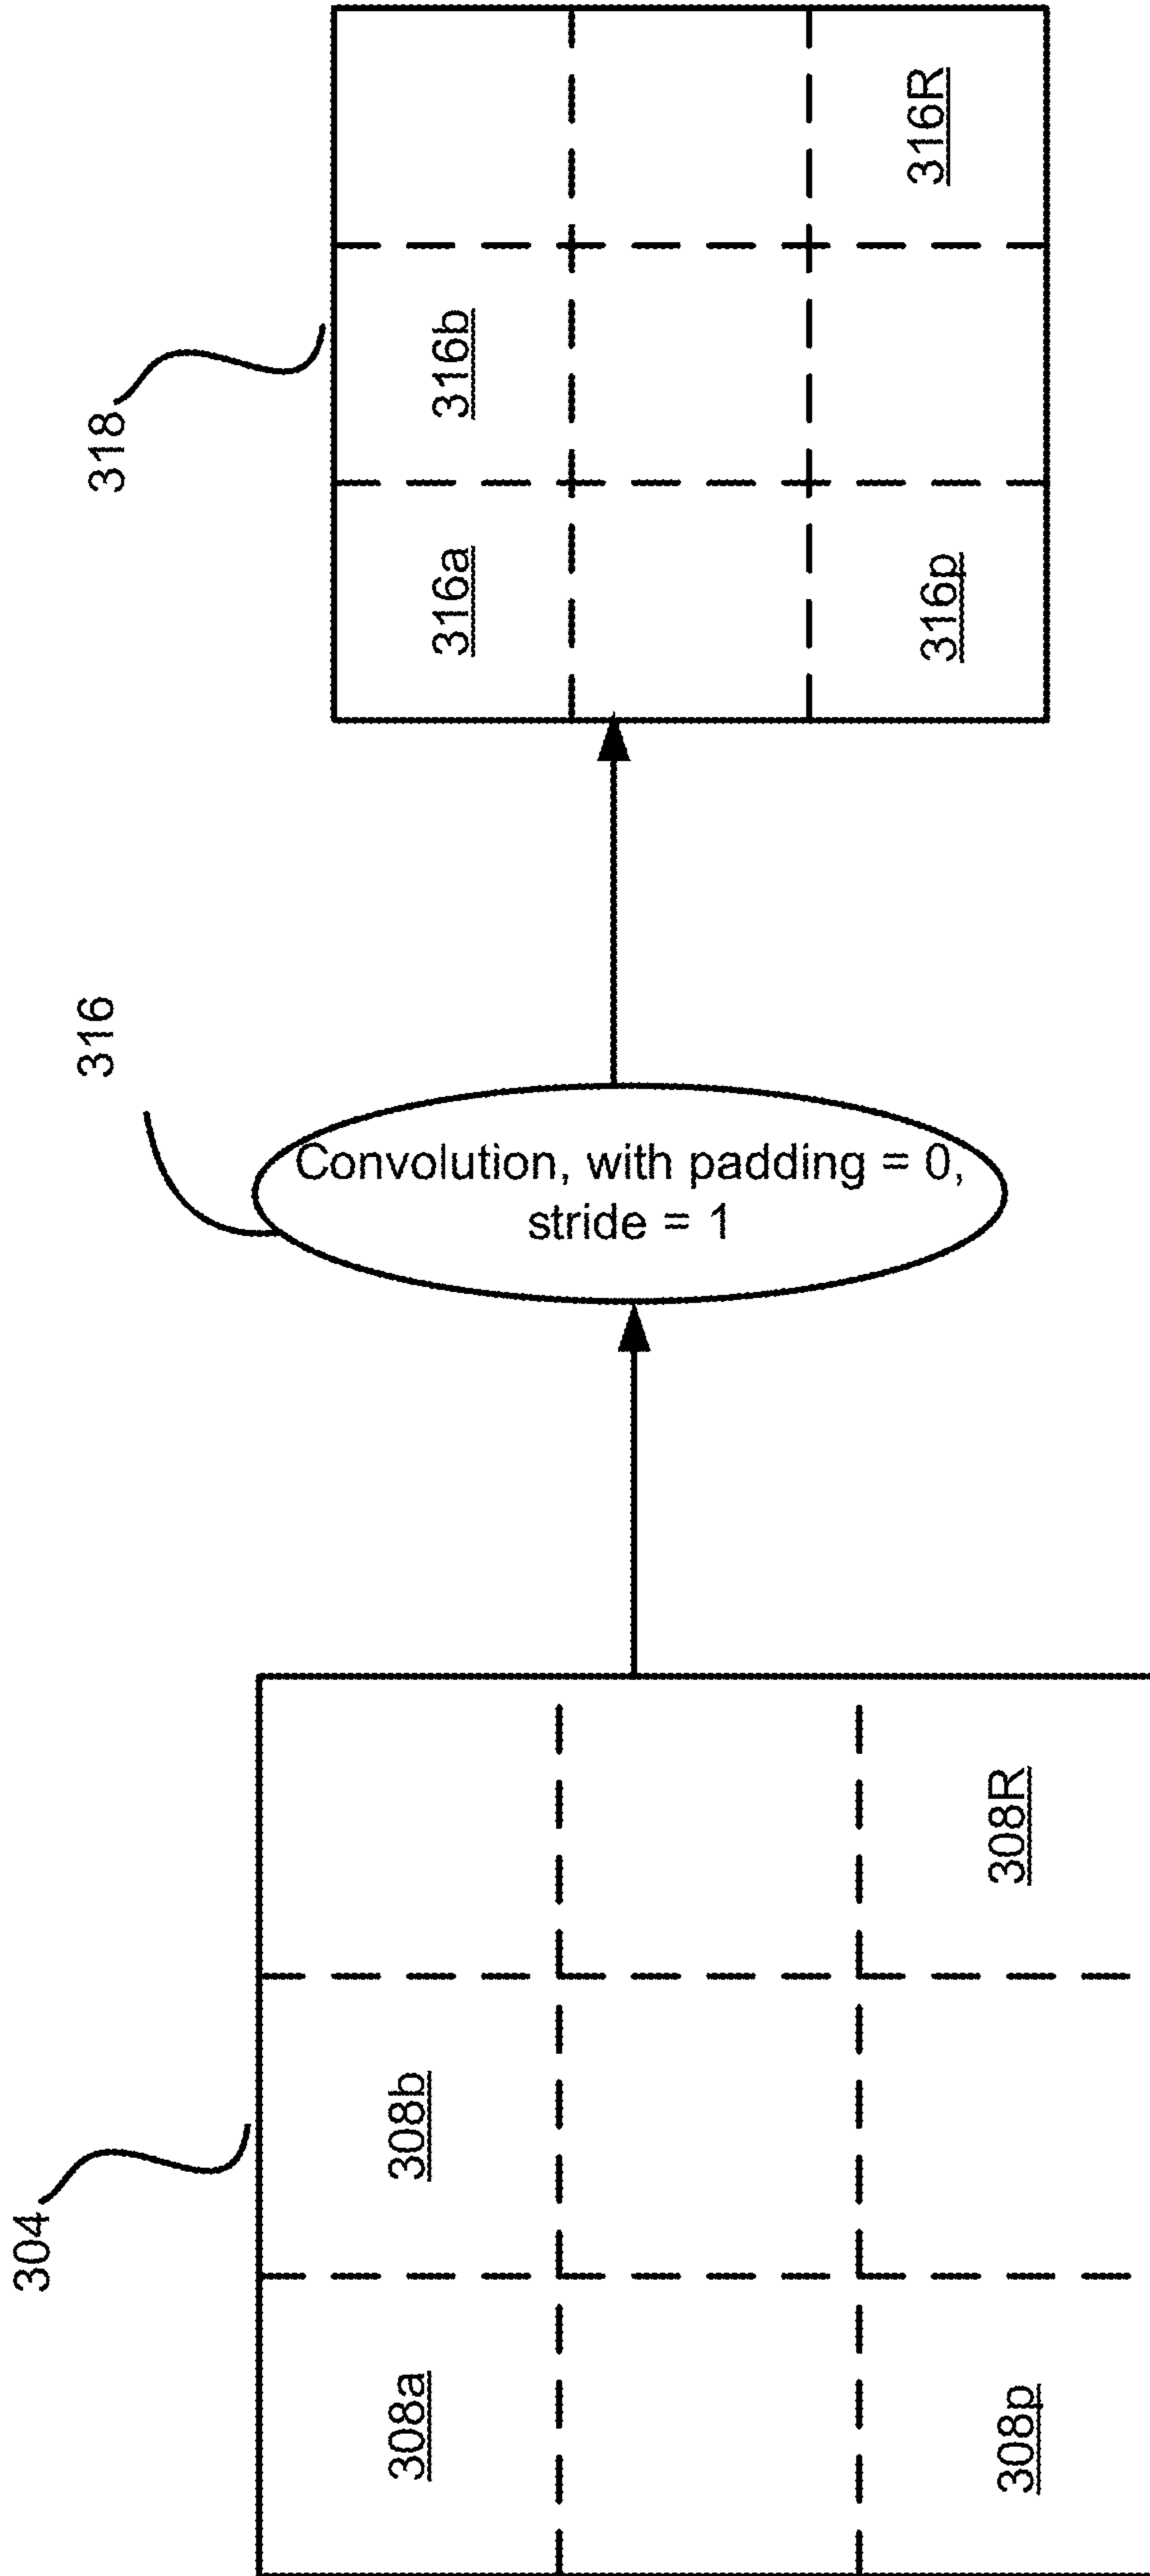 304
308a
308b
308p
308R
316
Convolution, with padding = 0,
stride = 1
318
316a
316b
316p
316R